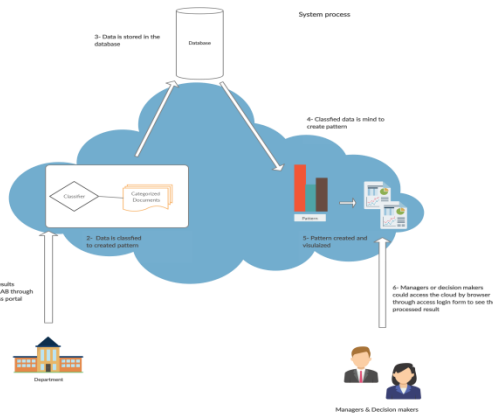 System process
3- Data is stored in the
database
Database
4- Classfied data is mind to
create pattern
Classifier
Categorized
Documents
Pattern
2- Data is classfied
to created pattern
5- Pattern created and
visulaized
esults
AB through
ss portal
6- Managers or decision makers
could access the cloud by browser
through access login form to see the
processed result
Department
Managers & Decision makers